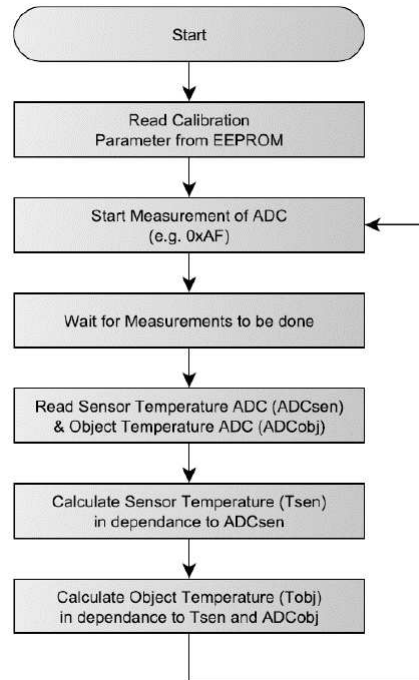 Start
Read Calibration
Parameter from EEPROM
Start Measurement of ADC
(e.g. 0xAF)
Wait for Measurements to be done
Read Sensor Temperature ADC (ADCsen)
& Object Temperature ADC (ADCobj)
Calculate Sensor Temperature (Tsen)
in dependance to ADCsen
Calculate Object Temperature (Tobj)
in dependance to Tsen and ADCobj